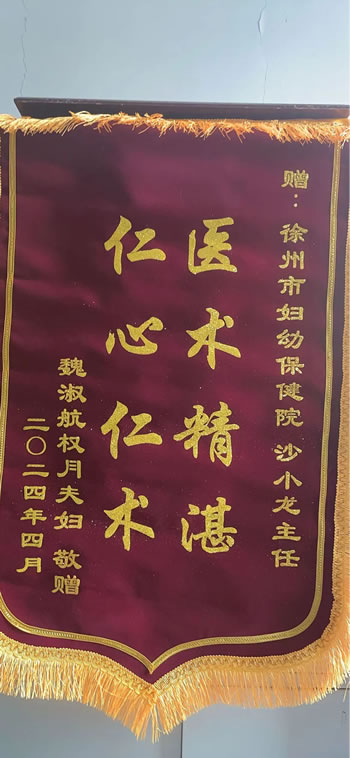 赠：徐州市妇幼保健院 沙小龙主任
医术精湛
仁心仁术
魏淑航权月夫妇 敬赠
二〇二四年四月